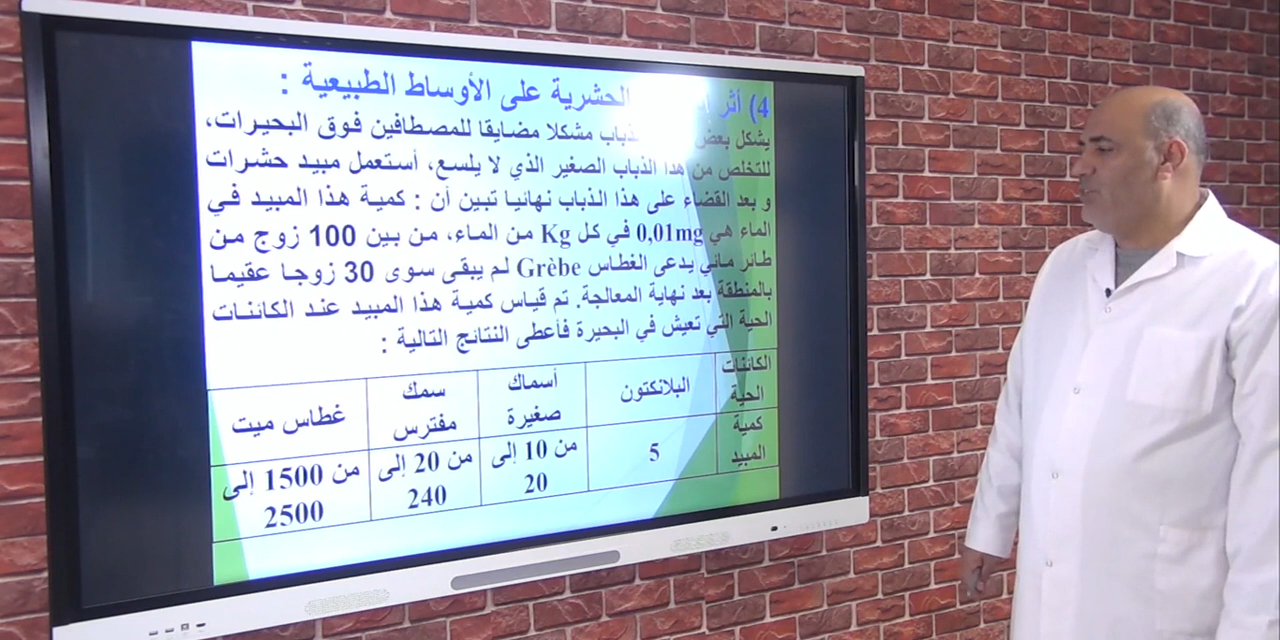 4) أثر الحشرية على الأوساط الطبيعية :
يشكل بعض الذباب مشكلا مضايقا للمصطافين فوق البحيرات،
للتخلص من هذا الذباب الصغير الذي لا يلسع، أستعمل مبيد حشرات
و بعد القضاء على هذا الذباب نهائيا تبين أن : كمية هذا المبيد في
الماء هي 0,01mg في كل Kg من الماء، من بين 100 زوج من
طائر مائي يدعى الغطاس Grèbe لم يبقى سوى 30 زوجا عقيما
بالمنطقة بعد نهاية المعالجة. تم قياس كمية هذا المبيد عند الكائنات
الحية التي تعيش في البحيرة فأعطى النتائج التالية :
الكائنات الحية البلانكتون أسماك صغيرة سمك مفترس غطاس ميت
كمية المبيد 5 من 10 إلى 20 من 20 إلى 240 من 1500 إلى 2500